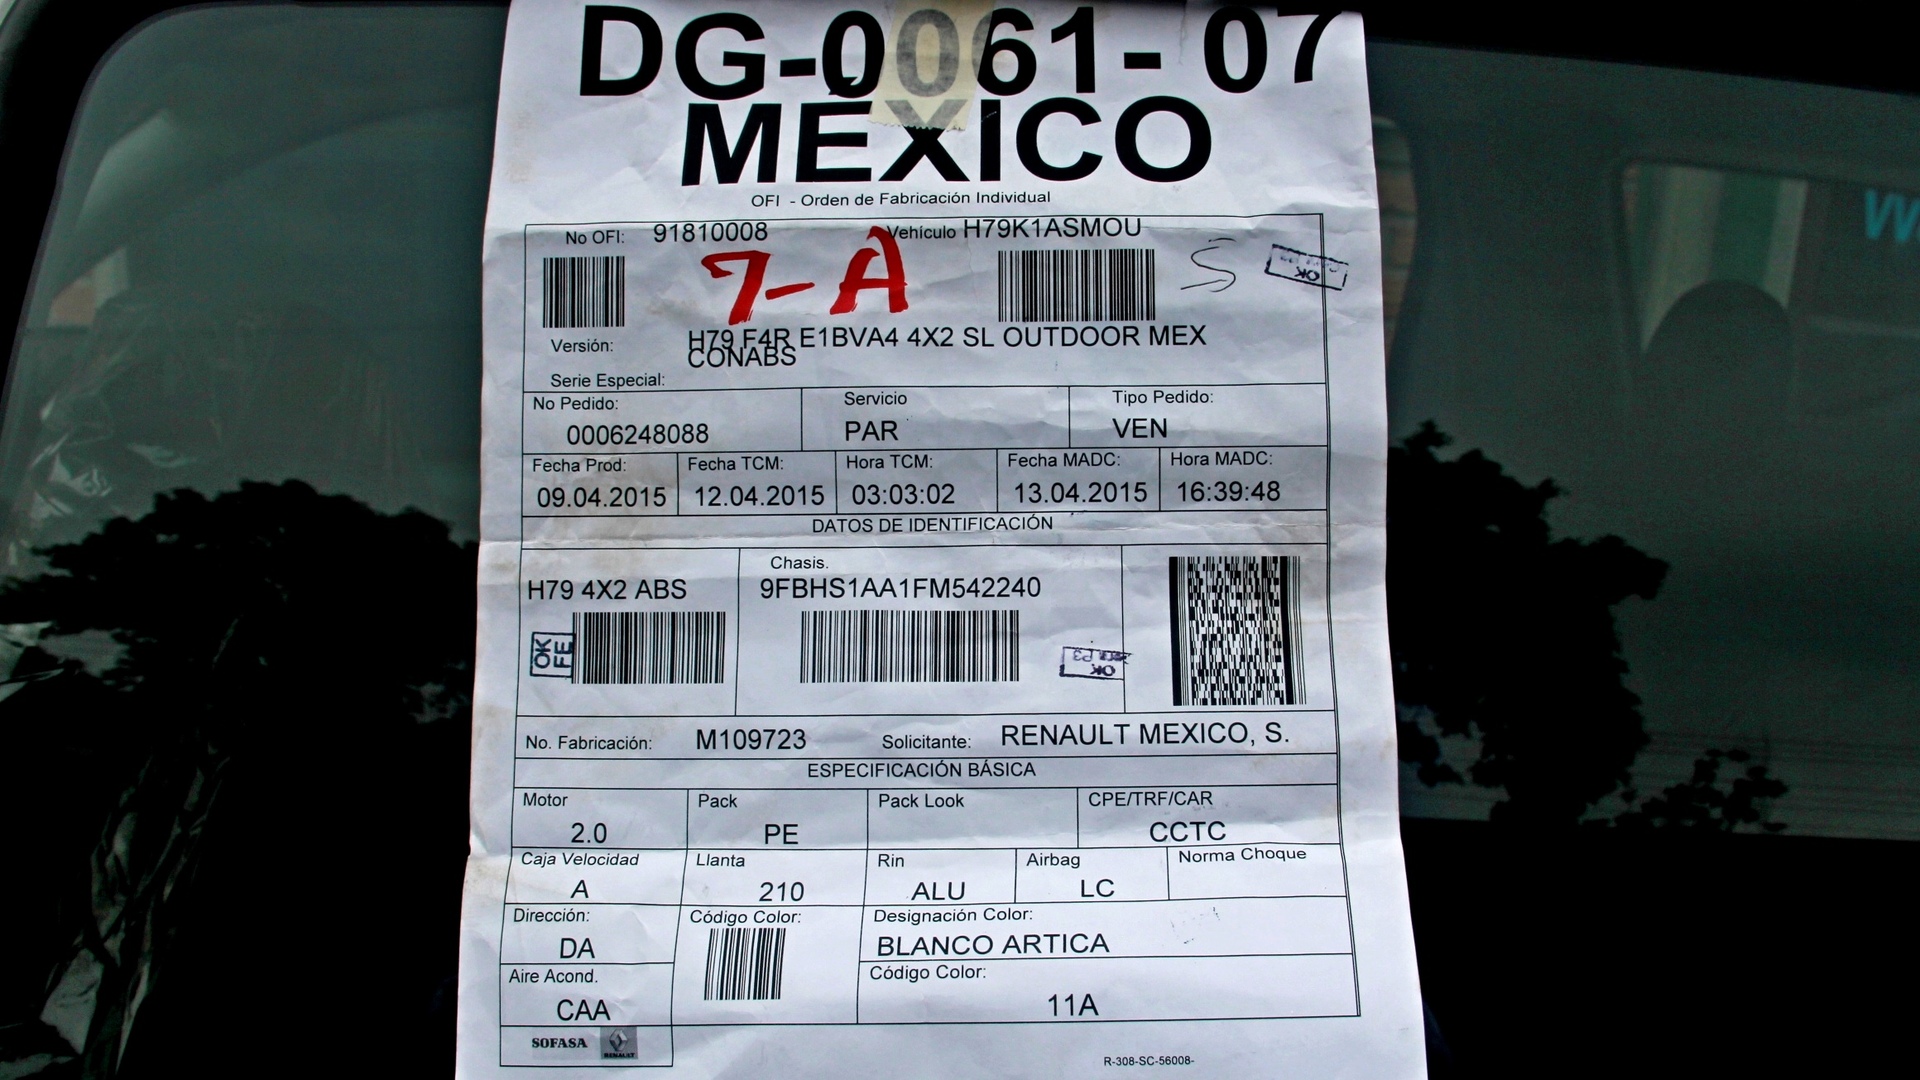 DG-0061-07
MÉXICO
OFI - Orden de Fabricación Individual
No OFI: 91810008 Vehículo H79K1ASMOU
7-A S OK
Versión: H79 F4R E1BVA4 4X2 SL OUTDOOR MEX
CONABS
Serie Especial:
No Pedido: Servicio Tipo Pedido:
0006248088 PAR VEN
Fecha Prod: Fecha TCM: Hora TCM: Fecha MADC: Hora MADC:
09.04.2015 12.04.2015 03:03:02 13.04.2015 16:39:48
DATOS DE IDENTIFICACIÓN
Chasis.
H79 4X2 ABS 9FBHS1AA1FM542240
OK
FE
OK
No. Fabricación: M109723 Solicitante: RENAULT MEXICO, S.
ESPECIFICACIÓN BÁSICA
Motor Pack Pack Look CPE/TRF/CAR
2.0 PE CCTC
Caja Velocidad Llanta Rin Airbag Norma Choque
A 210 ALU LC
Dirección: Código Color: Designación Color:
DA BLANCO ARTICA
Aire Acond. Código Color:
CAA 11A
SOFASA RENAULT
R-308-SC-56008-